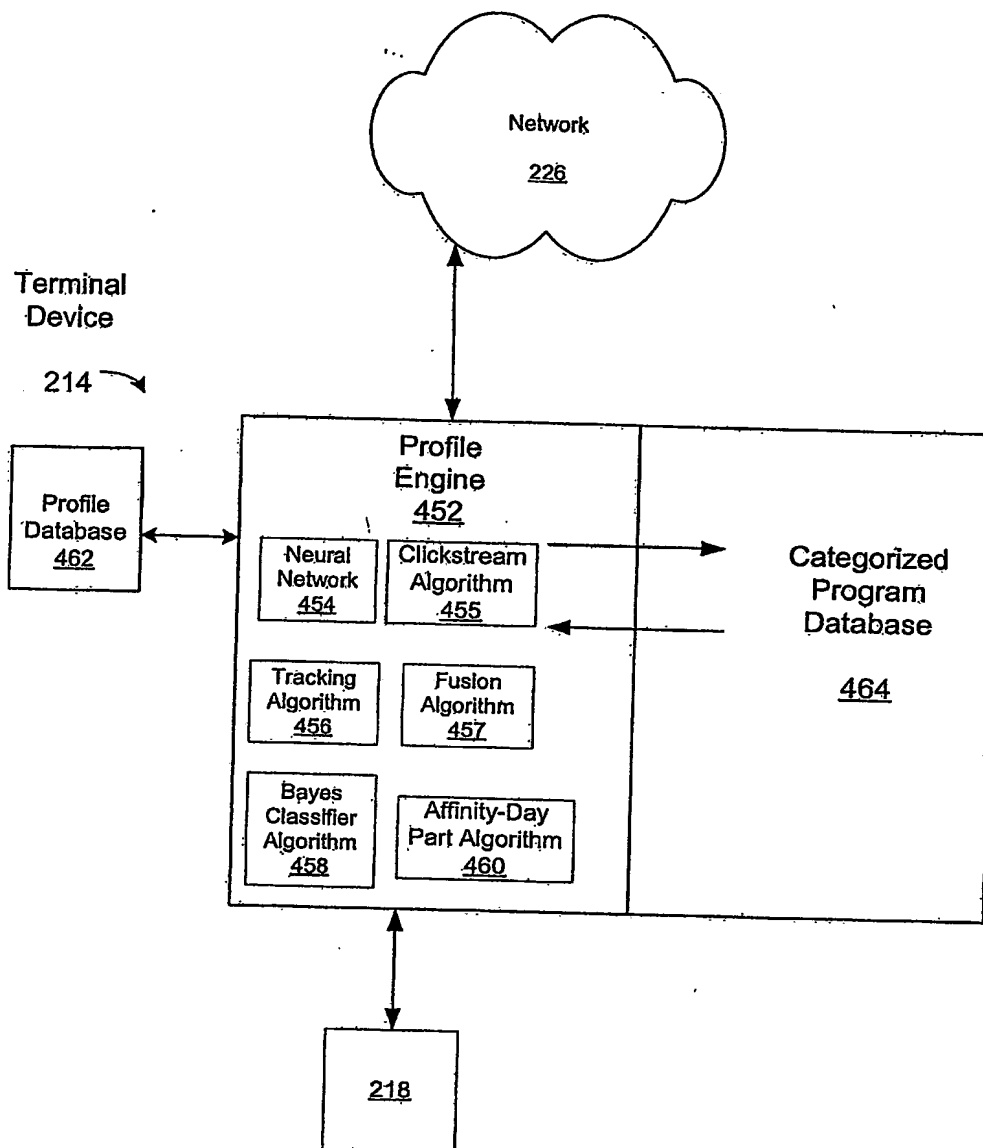 Network
226
Terminal
Device
214
Profile
Engine
452
Profile
Database
462
Neural
Network
454
Clickstream
Algorithm
455
Categorized
Program
Database
464
Tracking
Algorithm
456
Fusion
Algorithm
457
Bayes
Classifier
Algorithm
458
Affinity-Day
Part Algorithm
460
218